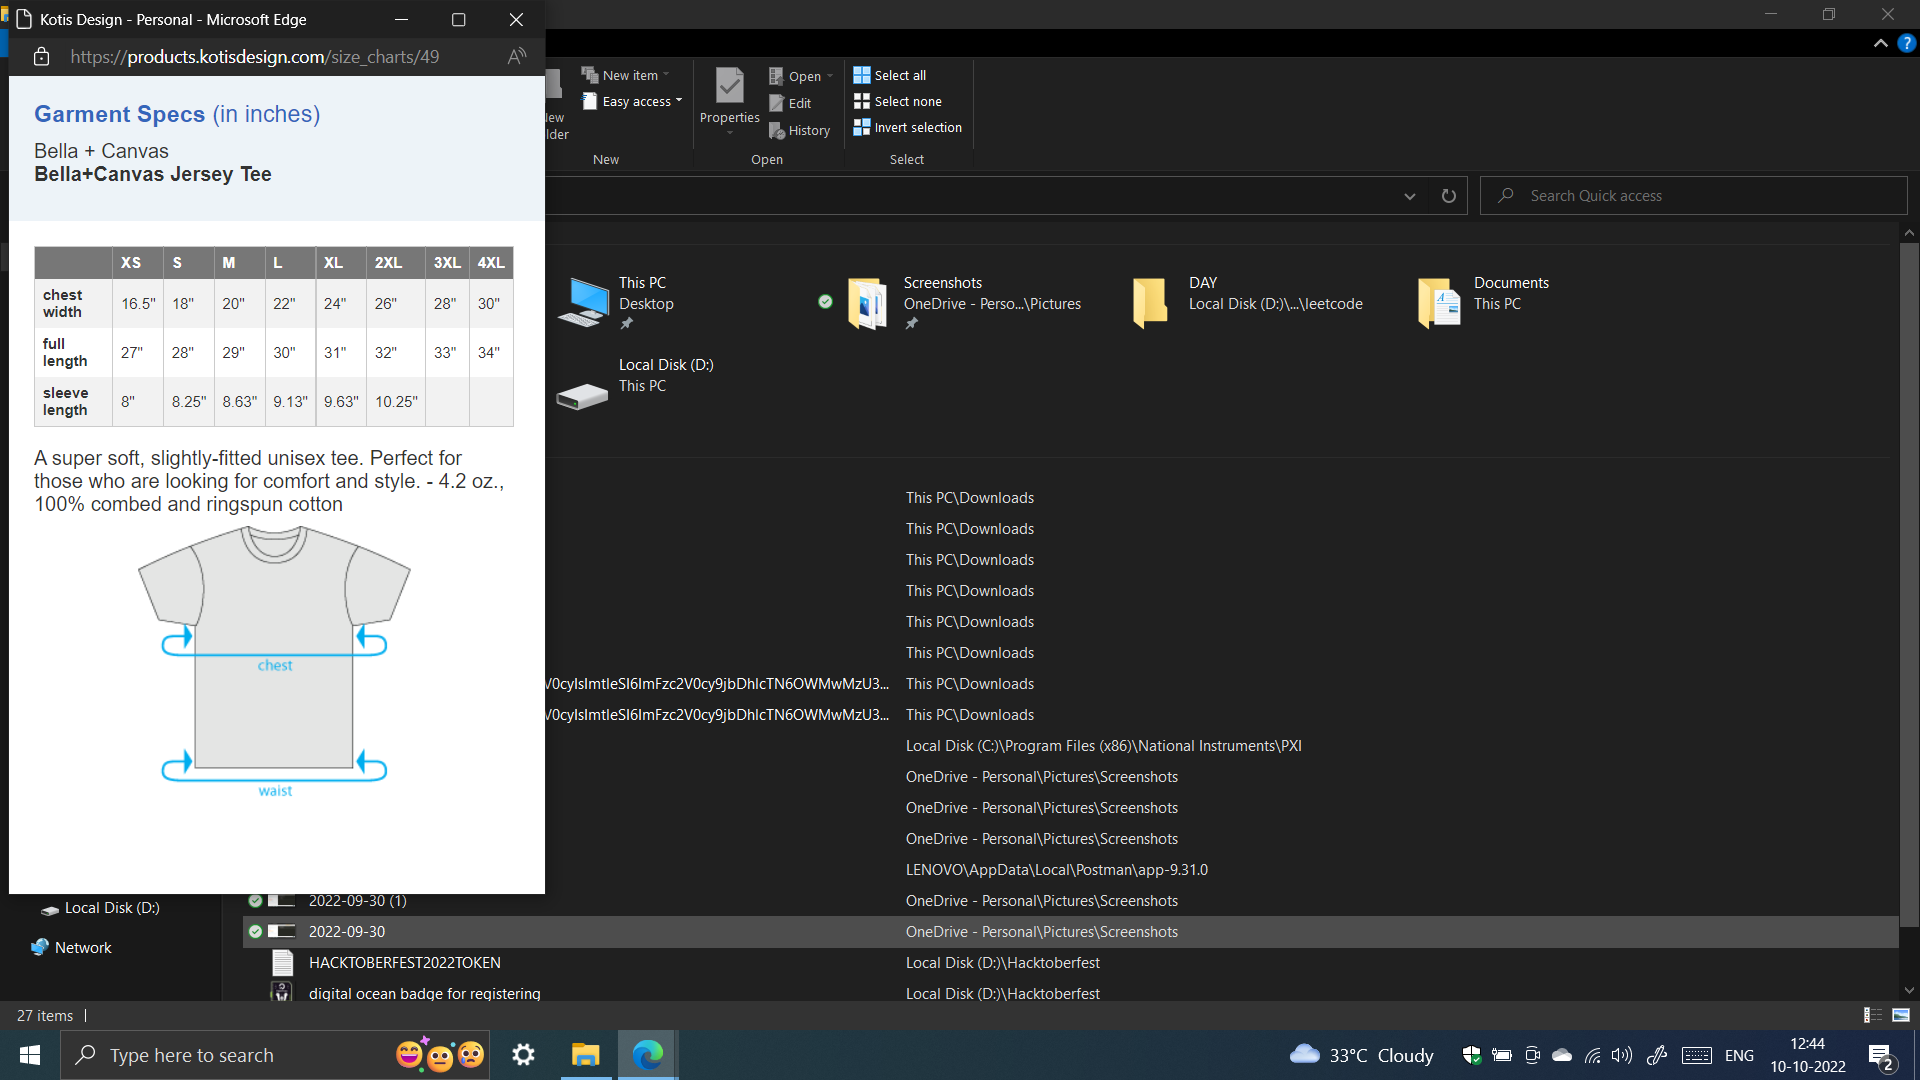 Kotis Design - Personal - Microsoft Edge
https://products.kotisdesign.com/size_charts/49
Garment Specs (in inches)
Bella + Canvas
Bella+Canvas Jersey Tee
XS S M L XL 2XL 3XL 4XL
chest width 16.5" 18" 20" 22" 24" 26" 28" 30"
full length 27" 28" 29" 30" 31" 32" 33" 34"
sleeve length 8" 8.25" 8.63" 9.13" 9.63" 10.25"
A super soft, slightly-fitted unisex tee. Perfect for
those who are looking for comfort and style. - 4.2 oz.,
100% combed and ringspun cotton
chest
waist
New item
Easy access
New
Properties
Open
Edit
History
Open
Select all
Select none
Invert selection
Select
Search Quick access
This PC
Desktop
Screenshots
OneDrive - Perso...\Pictures
DAY
Local Disk (D:)\...\leetcode
Documents
This PC
Local Disk (D:)
This PC
This PC\Downloads
This PC\Downloads
This PC\Downloads
This PC\Downloads
This PC\Downloads
This PC\Downloads
This PC\Downloads
This PC\Downloads
Local Disk (C:)\Program Files (x86)\National Instruments\PXI
OneDrive - Personal\Pictures\Screenshots
OneDrive - Personal\Pictures\Screenshots
OneDrive - Personal\Pictures\Screenshots
LENOVO\AppData\Local\Postman\app-9.31.0
2022-09-30 (1) OneDrive - Personal\Pictures\Screenshots
2022-09-30 OneDrive - Personal\Pictures\Screenshots
HACKTOBERFEST2022TOKEN Local Disk (D:)\Hacktoberfest
digital ocean badge for registering Local Disk (D:)\Hacktoberfest
Local Disk (D:)
Network
27 items
Type here to search
33°C Cloudy
ENG
12:44
10-10-2022
2